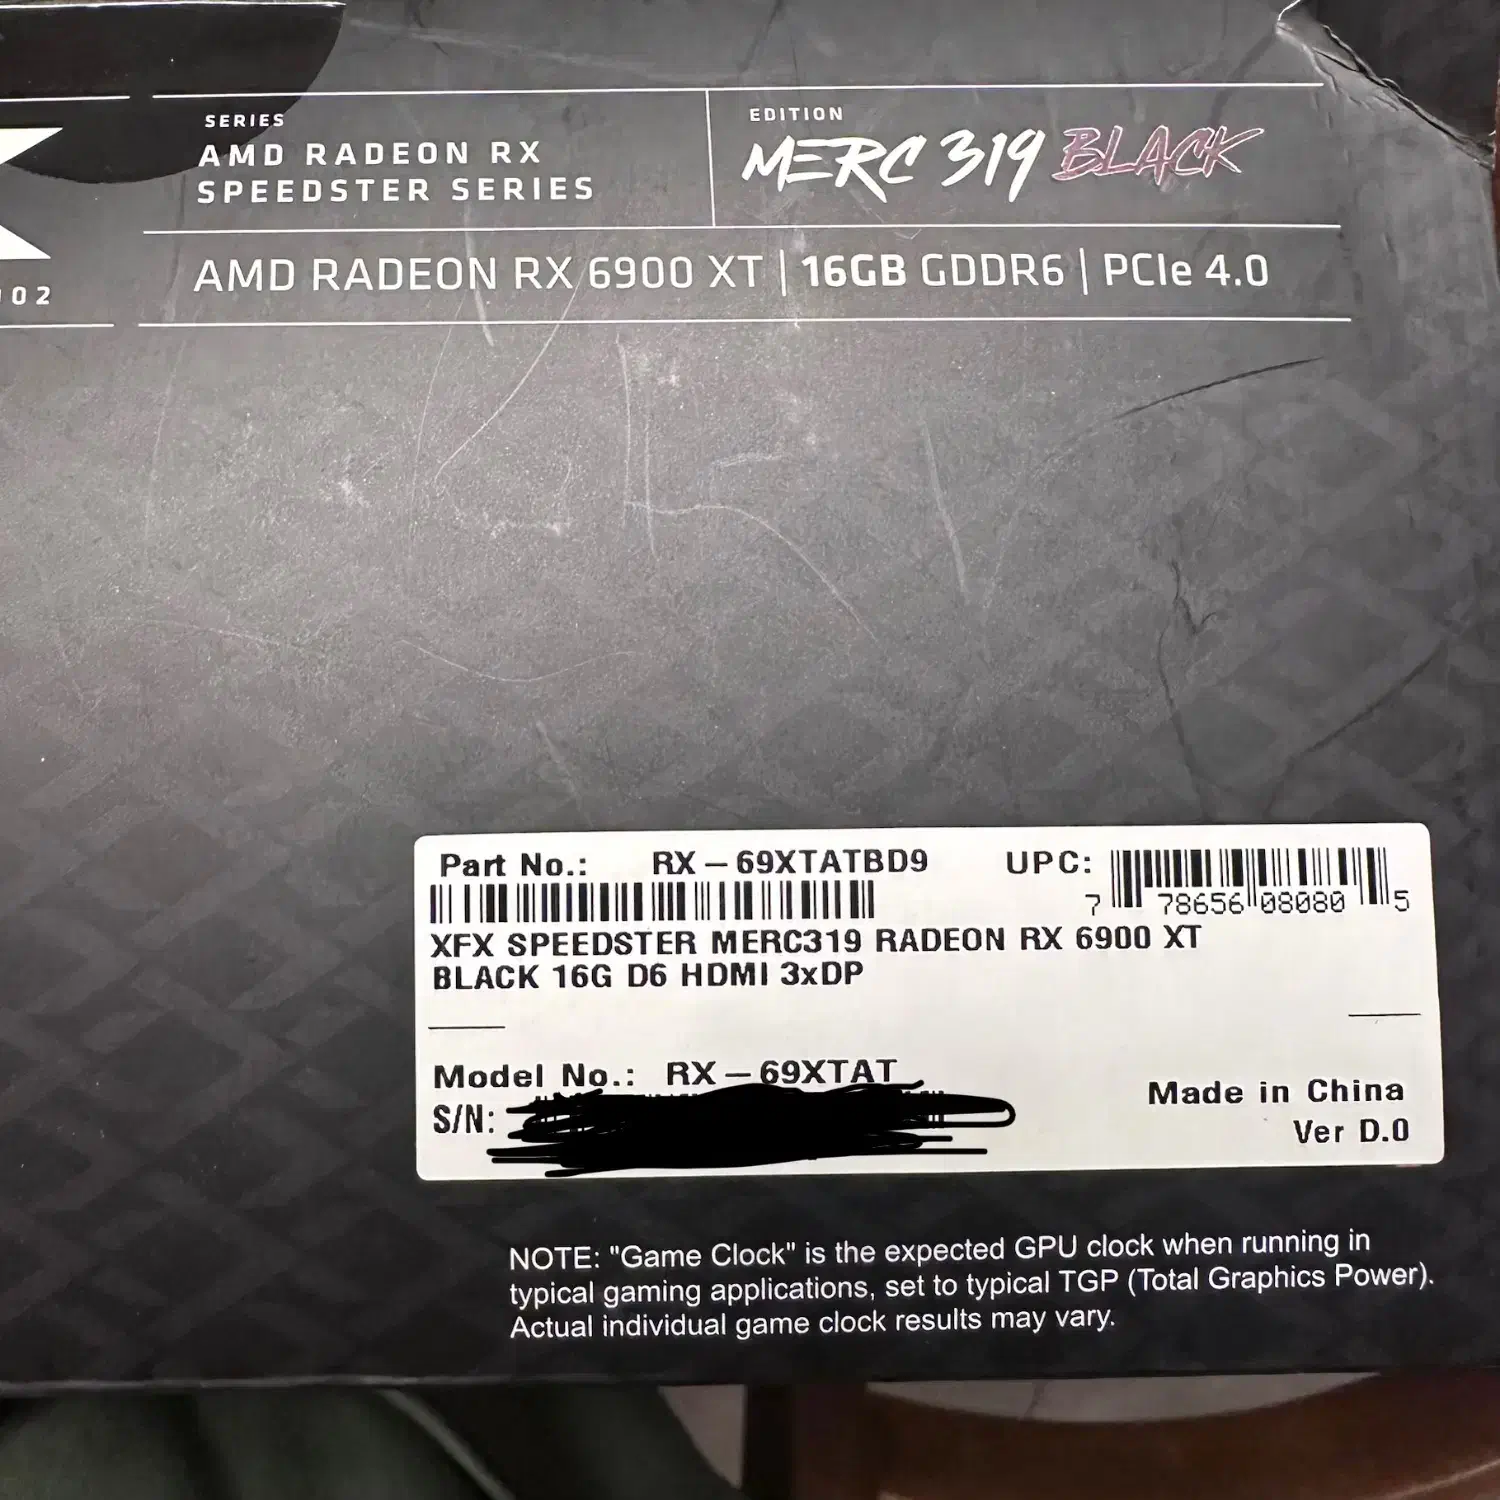 SERIES
AMD RADEON RX
SPEEDSTER SERIES
EDITION
MERC 319 BLACK
02
AMD RADEON RX 6900 XT | 16GB GDDR6 | PCIe 4.0
Part No.: RX-69XTATBD9 UPC:
7 78656 08080 5
XFX SPEEDSTER MERC319 RADEON RX 6900 XT
BLACK 16G D6 HDMI 3xDP
Model No.: RX-69XTAT
S/N:
Made in China
Ver D.0
NOTE: "Game Clock" is the expected GPU clock when running in
typical gaming applications, set to typical TGP (Total Graphics Power).
Actual individual game clock results may vary.